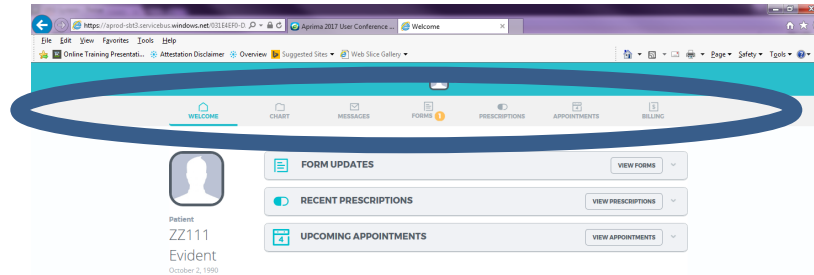 https://aprod-sbt3.servicebus.windows.net/031E4EF0-D
Aprima 2017 User Conference ...
Welcome
File Edit View Favorites Tools Help
Online Training Presentati... Attestation Disclaimer Overview Suggested Sites Web Slice Gallery
Page Safety Tools
WELCOME CHART MESSAGES FORMS 1 PRESCRIPTIONS APPOINTMENTS BILLING
FORM UPDATES VIEW FORMS
RECENT PRESCRIPTIONS VIEW PRESCRIPTIONS
4 UPCOMING APPOINTMENTS VIEW APPOINTMENTS
Patient
ZZ111
Evident
October 2, 1990